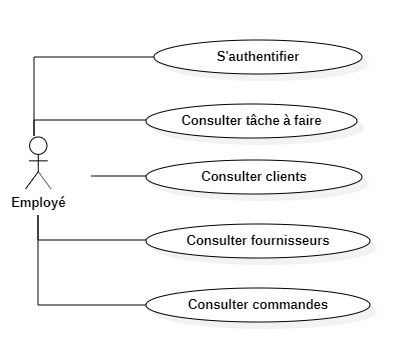 S'authentifier
Consulter tâche à faire
Consulter clients
Employé
Consulter fournisseurs
Consulter commandes